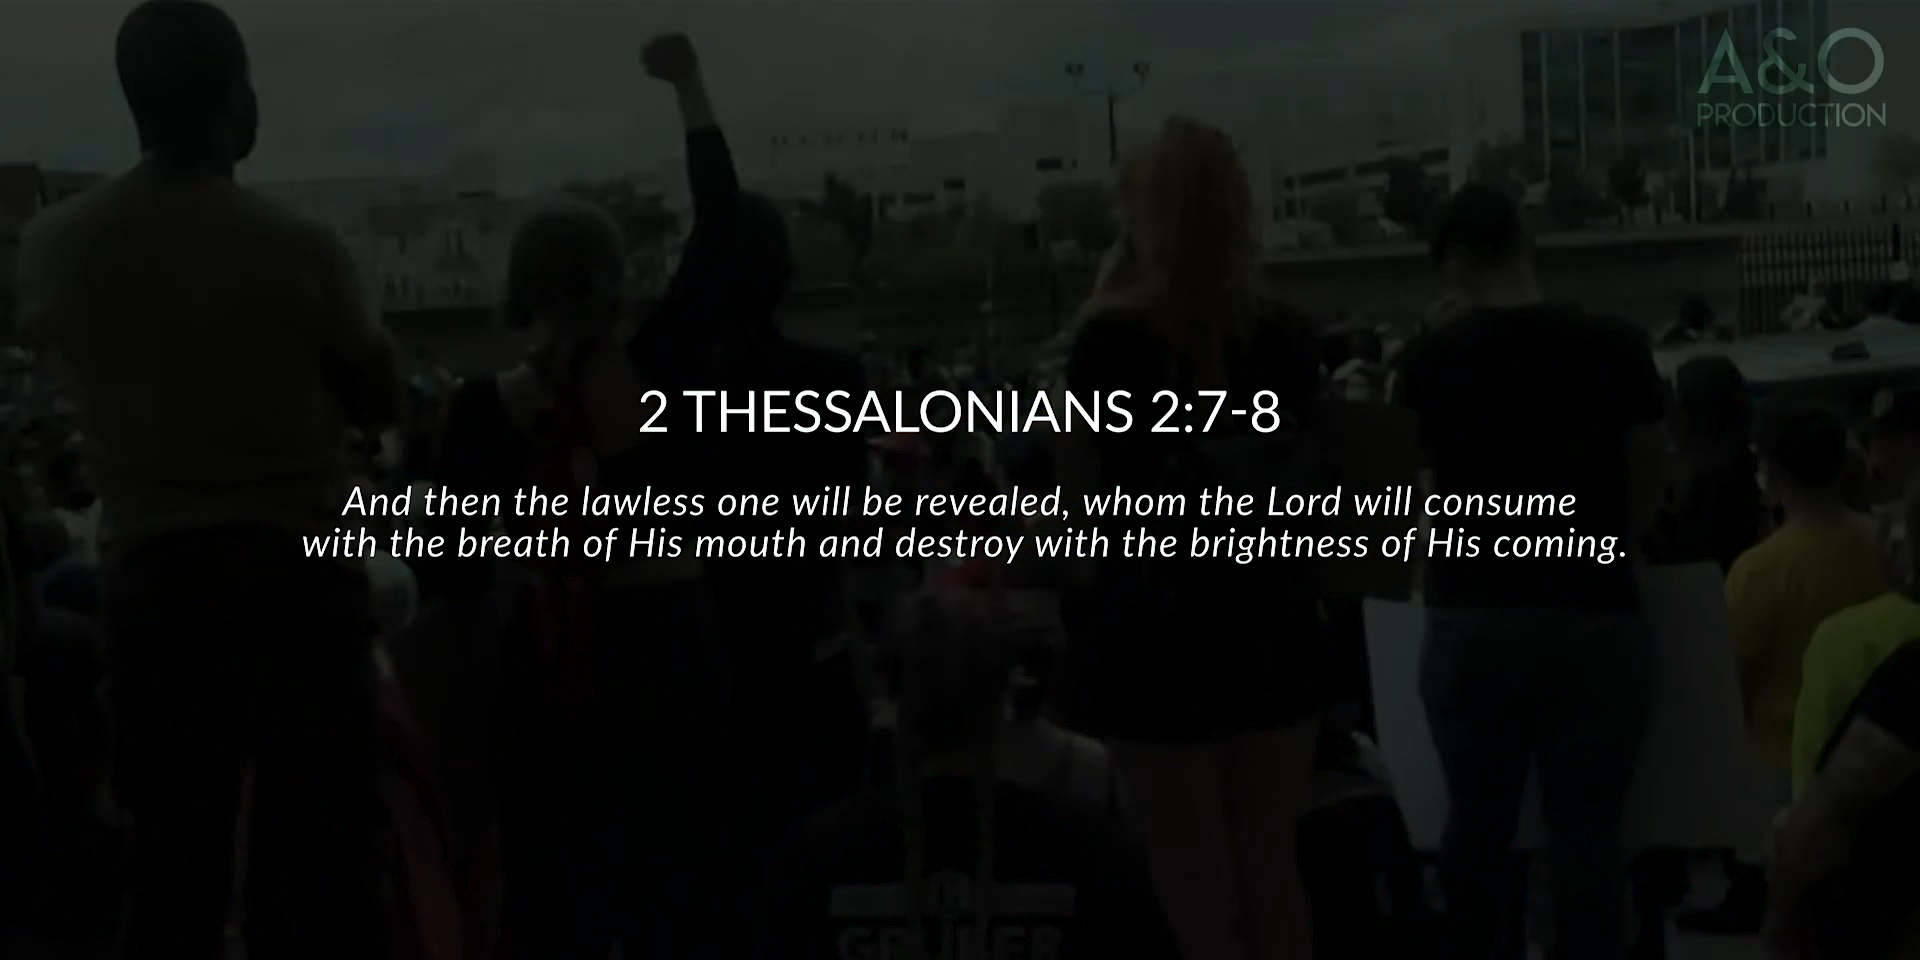 A&O
PRODUCTION
2 THESSALONIANS 2:7-8
And then the lawless one will be revealed, whom the Lord will consume
with the breath of His mouth and destroy with the brightness of His coming.